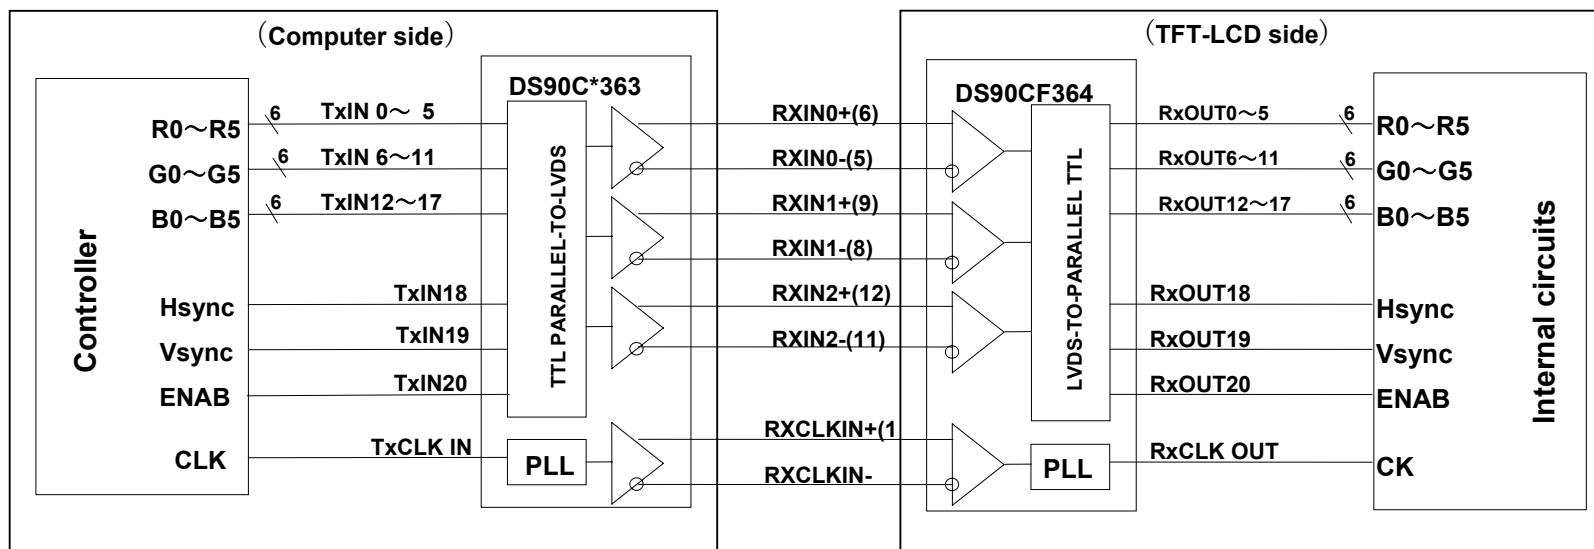 (Computer side)
(TFT-LCD side)
DS90C*363
DS90CF364
Controller
R0～R5
G0～G5
B0～B5
Hsync
Vsync
ENAB
CLK
6
TxIN 0～ 5
6
TxIN 6～11
6
TxIN12～17
TxIN18
TxIN19
TxIN20
TxCLK IN
TTL PARALLEL-TO-LVDS
PLL
RXIN0+(6)
RXIN0-(5)
RXIN1+(9)
RXIN1-(8)
RXIN2+(12)
RXIN2-(11)
RXCLKIN+(1
RXCLKIN-
LVDS-TO-PARALLEL TTL
PLL
RxOUT0～5
6
RxOUT6～11
6
RxOUT12～17
6
RxOUT18
RxOUT19
RxOUT20
RxCLK OUT
R0～R5
G0～G5
B0～B5
Hsync
Vsync
ENAB
CK
Internal circuits